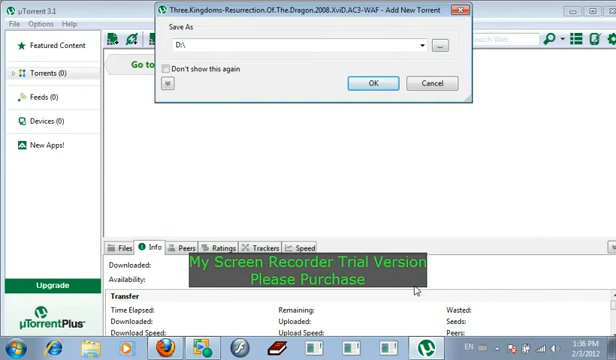 µTorrent 3.1
File Options Help
Featured Content
Torrents (0)
Feeds (0)
Devices (0)
New Apps!
Upgrade
µTorrentPlus
Three.Kingdoms-Resurrection.Of.The.Dragon.2008.XviD.AC3-WAF - Add New Torrent
Save As
D:\
...
Don't show this again
OK
Cancel
Search Web
Go to
Files
Info
Peers
Ratings
Trackers
Speed
Downloaded:
Availability:
My Screen Recorder Trial Version
Please Purchase
Transfer
Time Elapsed: Remaining: Wasted:
Downloaded: Uploaded: Seeds:
Download Speed: Upload Speed: Peers:
EN
1:36 PM
2/3/2012